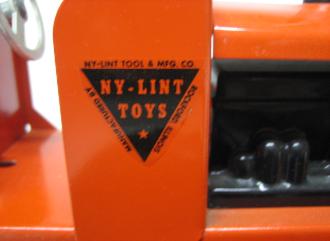 NY-LINT TOOL & MFG. CO
NY-LINT
TOYS
MANUFACTURED BY
ROCKFORD, ILLINOIS